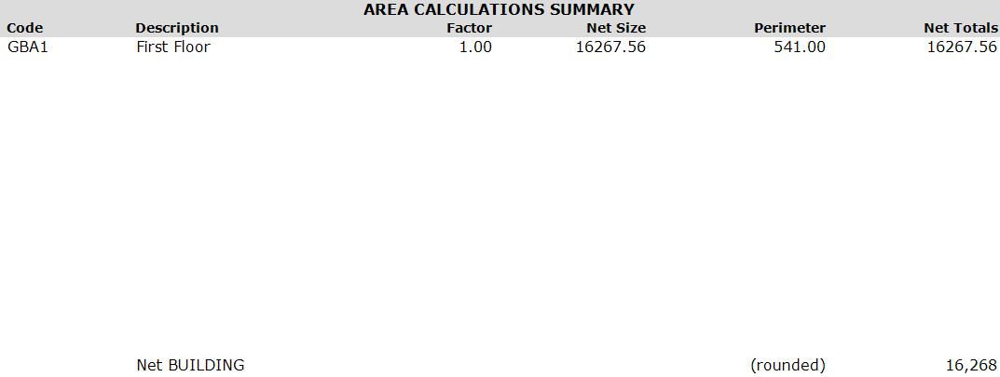 AREA CALCULATIONS SUMMARY
Code Description Factor Net Size Perimeter Net Totals
GBA1 First Floor 1.00 16267.56 541.00 16267.56
Net BUILDING (rounded) 16,268